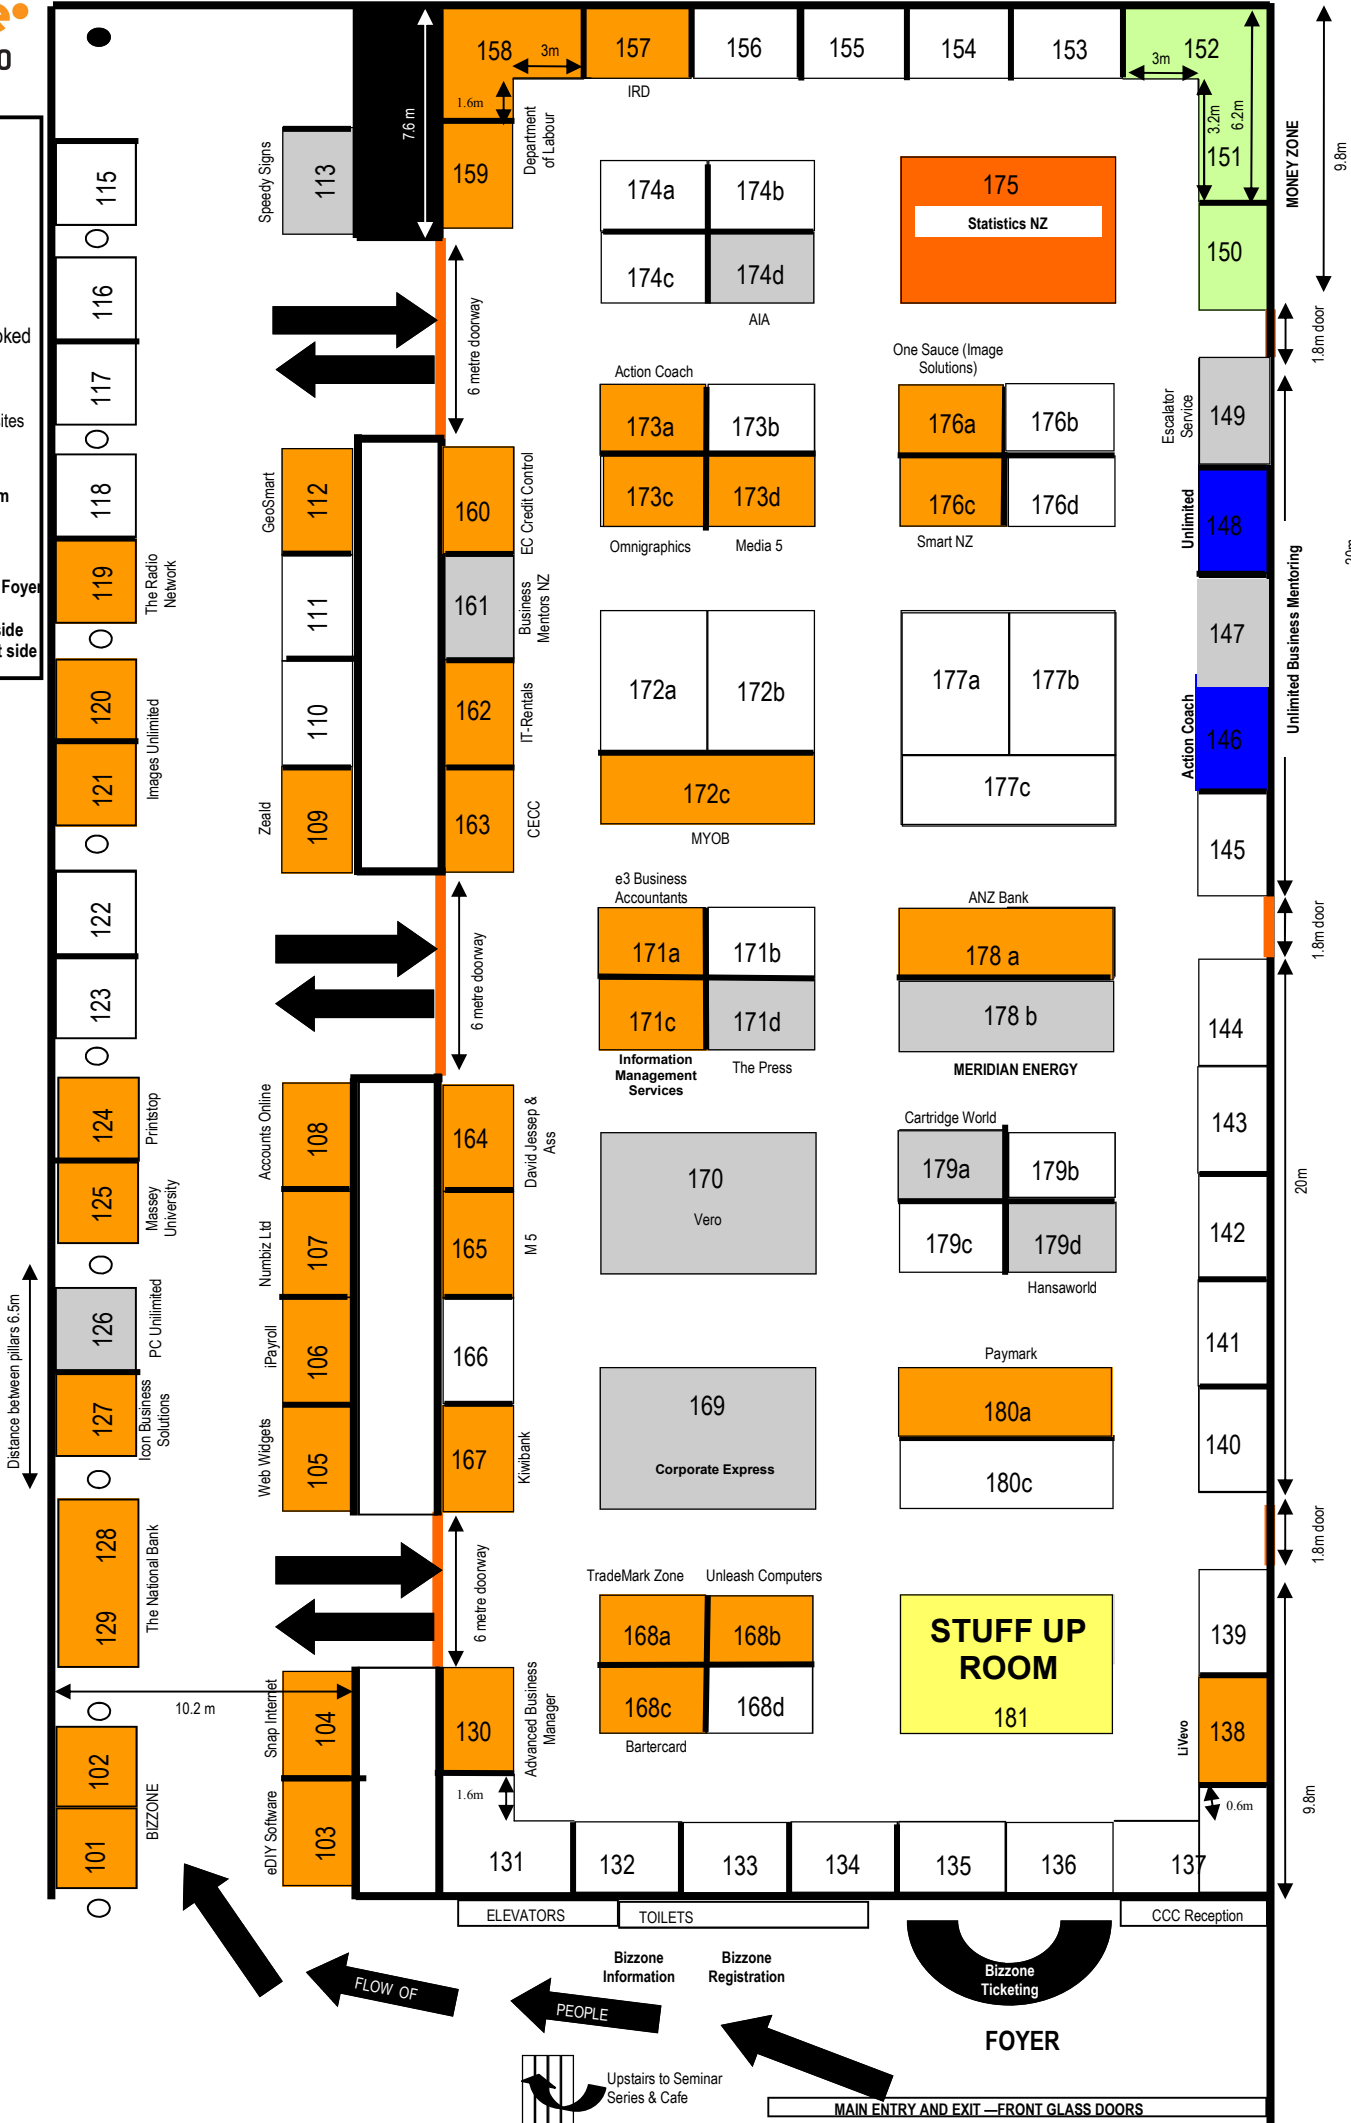 e
0
oked
ites
m
Foyer
side
t side
158
3m
157
156
155
154
153
152
3m
1.6m
7.6 m
IRD
3.2m
6.2m
151
MONEY ZONE
9.8m
115
Speedy Signs
113
159
Department
of Labour
174a
174b
174c
174d
AIA
175
Statistics NZ
150
116
6 metre doorway
1.8m door
117
Action Coach
173a
173b
173c
173d
Omnigraphics
Media 5
One Sauce (Image
Solutions)
176a
176b
176c
176d
Smart NZ
Escalator
Service
149
118
GeoSmart
112
160
EC Credit Control
Unlimited
148
119
The Radio
Network
111
161
Business
Mentors NZ
147
Unlimited Business Mentoring
20m
120
121
Images Unlimited
110
162
IT-Rentals
172a
172b
172c
MYOB
177a
177b
177c
Action Coach
146
Zeald
109
163
CECC
145
122
123
6 metre doorway
e3 Business
Accountants
171a
171b
171c
171d
Information
Management
Services
The Press
ANZ Bank
178 a
178 b
MERIDIAN ENERGY
1.8m door
144
124
Printstop
Accounts Online
108
164
David Jessep &
Ass
170
Vero
Cartridge World
179a
179b
179c
179d
Hansaworld
143
125
Massey
University
Numbiz Ltd
107
165
M 5
142
20m
Distance between pillars 6.5m
126
PC Unilimited
iPayroll
106
166
141
127
Icon Business
Solutions
Web Widgets
105
167
Kiwibank
169
Corporate Express
Paymark
180a
180c
140
128
129
The National Bank
6 metre doorway
TradeMark Zone
Unleash Computers
168a
168b
168c
168d
Bartercard
STUFF UP
ROOM
181
1.8m door
139
10.2 m
Snap Internet
104
130
Advanced Business
Manager
LiVevo
138
102
101
BIZZONE
eDIY Software
103
1.6m
0.6m
9.8m
131
132
133
134
135
136
137
ELEVATORS
TOILETS
CCC Reception
Bizzone
Information
Bizzone
Registration
Bizzone
Ticketing
FLOW OF
PEOPLE
FOYER
Upstairs to Seminar
Series & Cafe
MAIN ENTRY AND EXIT —FRONT GLASS DOORS